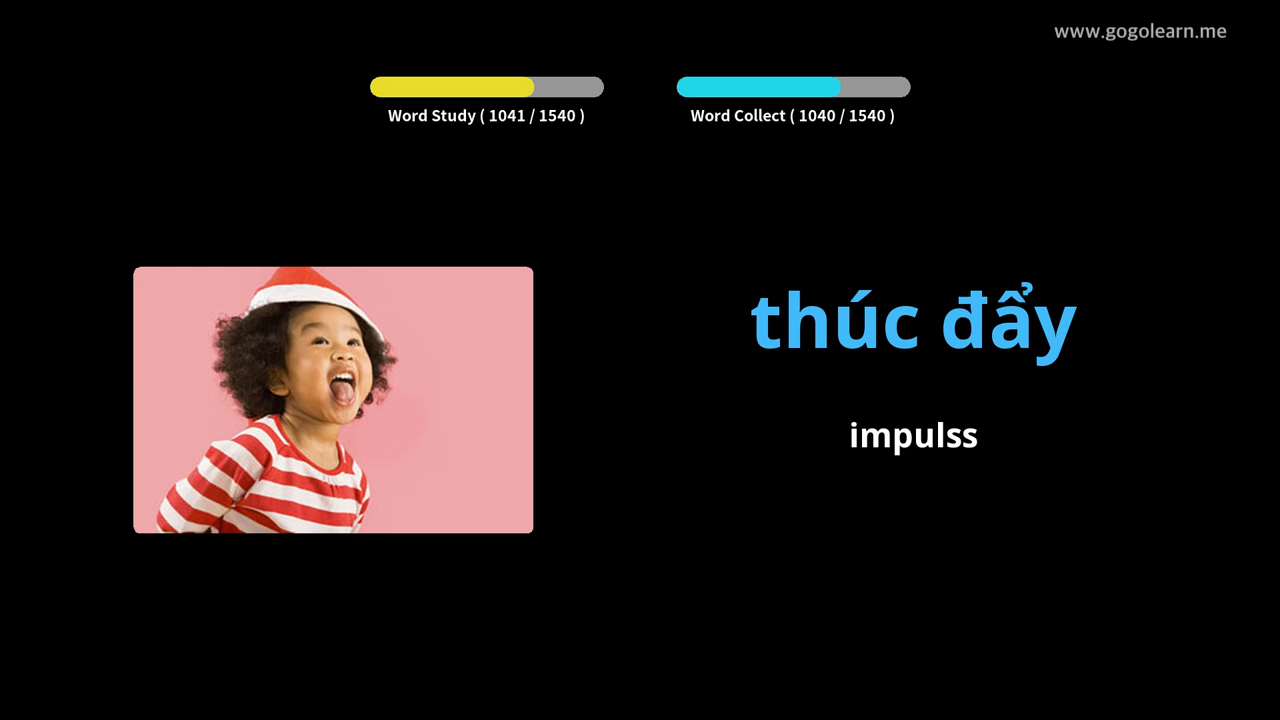 www.gogolearn.me
Word Study ( 1041 / 1540 )
Word Collect ( 1040 / 1540 )
thúc đẩy
impulss